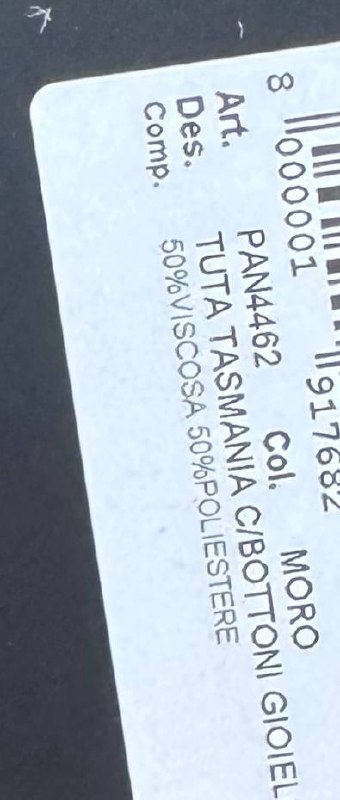 8 000001 917682
Art. PAN4462 Col. MORO
Des. TUTA TASMANIA C/BOTTONI GIOIEL
Comp. 50%VISCOSA 50%POLIESTERE